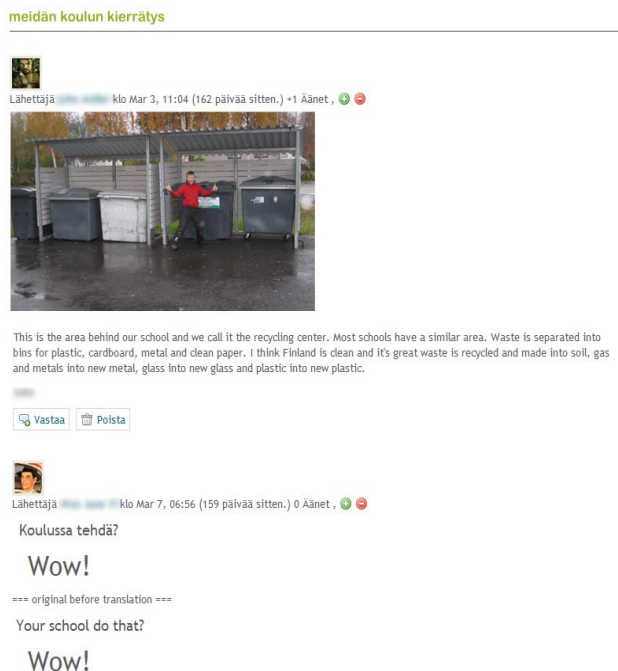 meidän koulun kierrätys
Lähettäjä klo Mar 3, 11:04 (162 päivää sitten.) +1 Äänet ,
This is the area behind our school and we call it the recycling center. Most schools have a similar area. Waste is separated into
bins for plastic, cardboard, metal and clean paper. I think Finland is clean and it's great waste is recycled and made into soil, gas
and metals into new metal, glass into new glass and plastic into new plastic.
Vastaa Poista
Lähettäjä klo Mar 7, 06:56 (159 päivää sitten.) 0 Äänet ,
Koulussa tehdä?
Wow!
=== original before translation ===
Your school do that?
Wow!